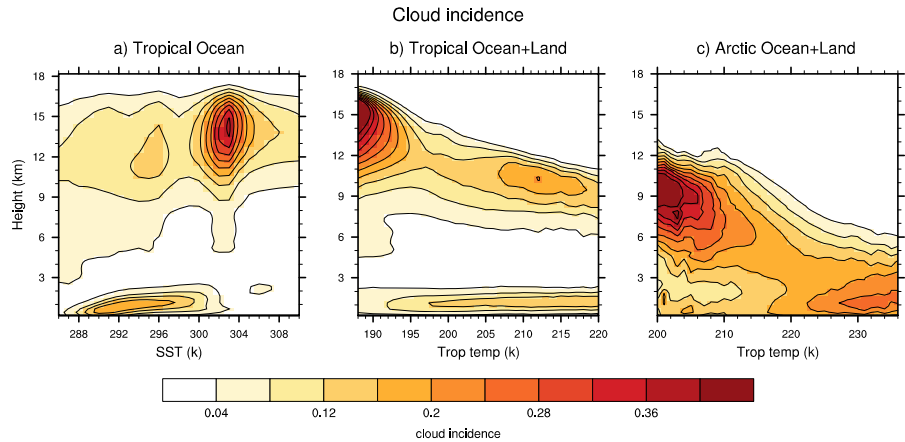 Cloud incidence
a) Tropical Ocean
b) Tropical Ocean+Land
c) Arctic Ocean+Land
Height (km)
18
15
12
9
6
3
288 292 296 300 304 308
SST (k)
18
15
12
9
6
3
190 195 200 205 210 215 220
Trop temp (k)
18
15
12
9
6
3
200 210 220 230
Trop temp (k)
0.04 0.12 0.2 0.28 0.36
cloud incidence